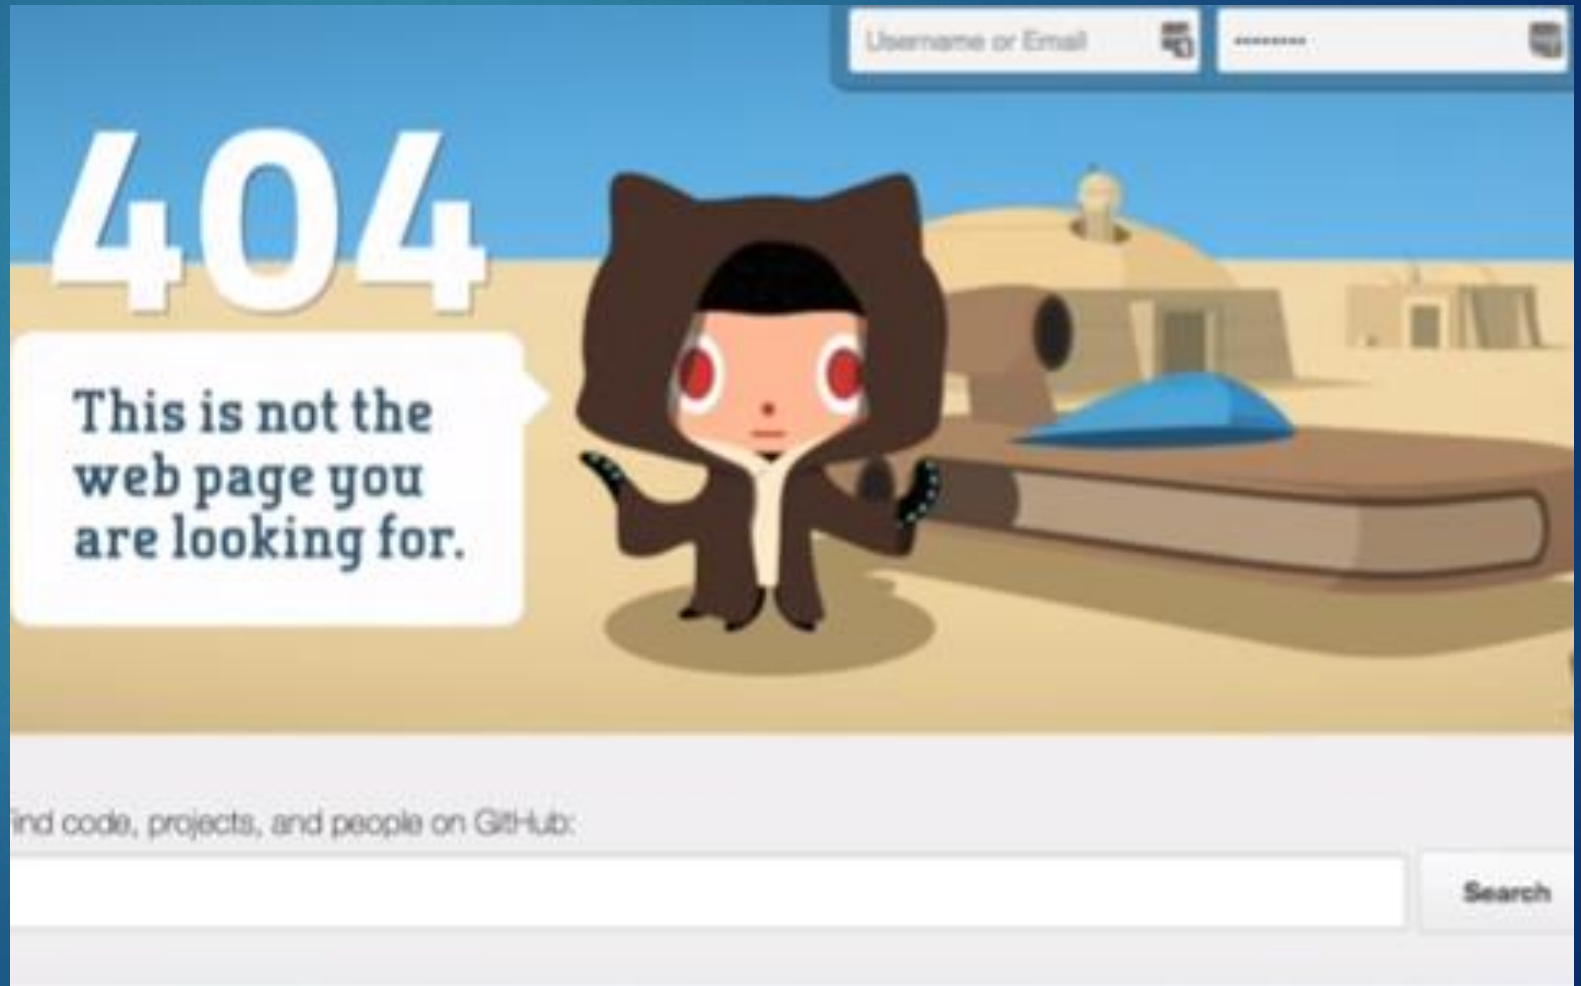 Username or Email
404
This is not the
web page you
are looking for.
ind code, projects, and people on GitHub:
Search